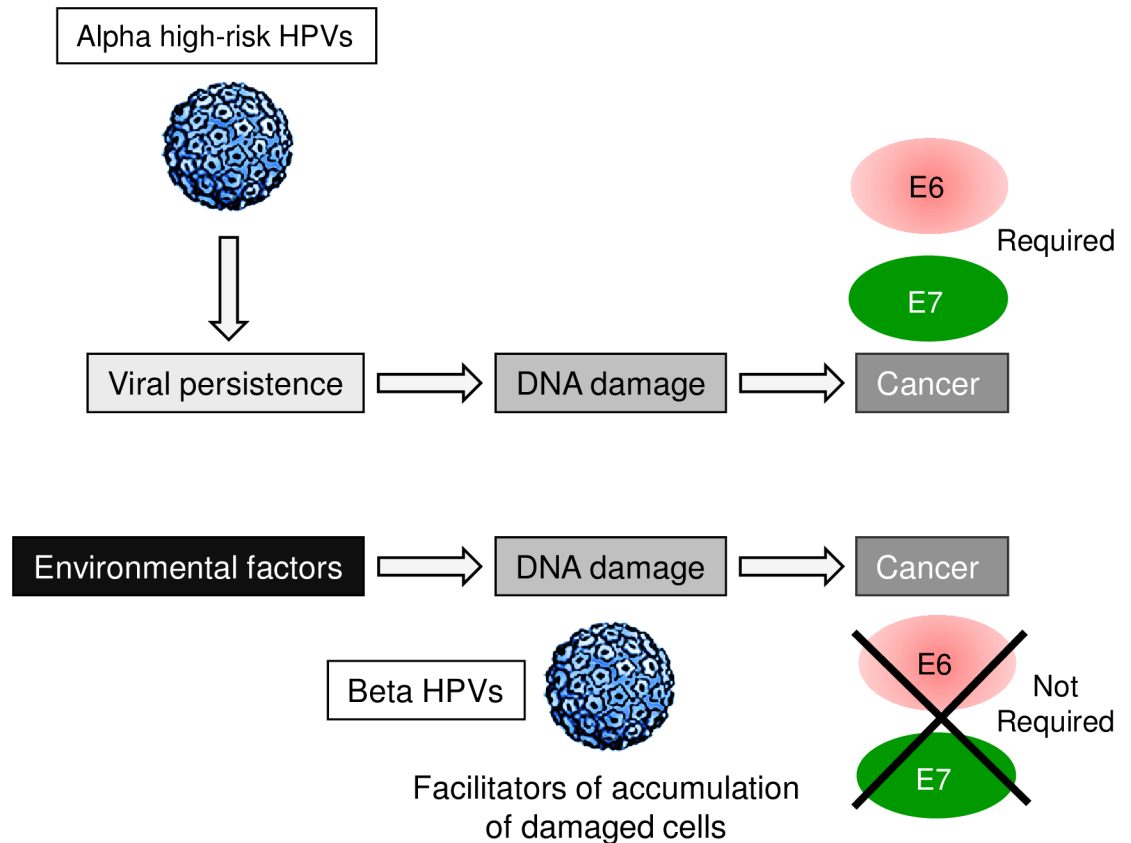 Alpha high-risk HPVs
E6
Required
E7
Viral persistence
DNA damage
Cancer
Environmental factors
DNA damage
Cancer
Beta HPVs
E6
Not
Required
E7
Facilitators of accumulation
of damaged cells